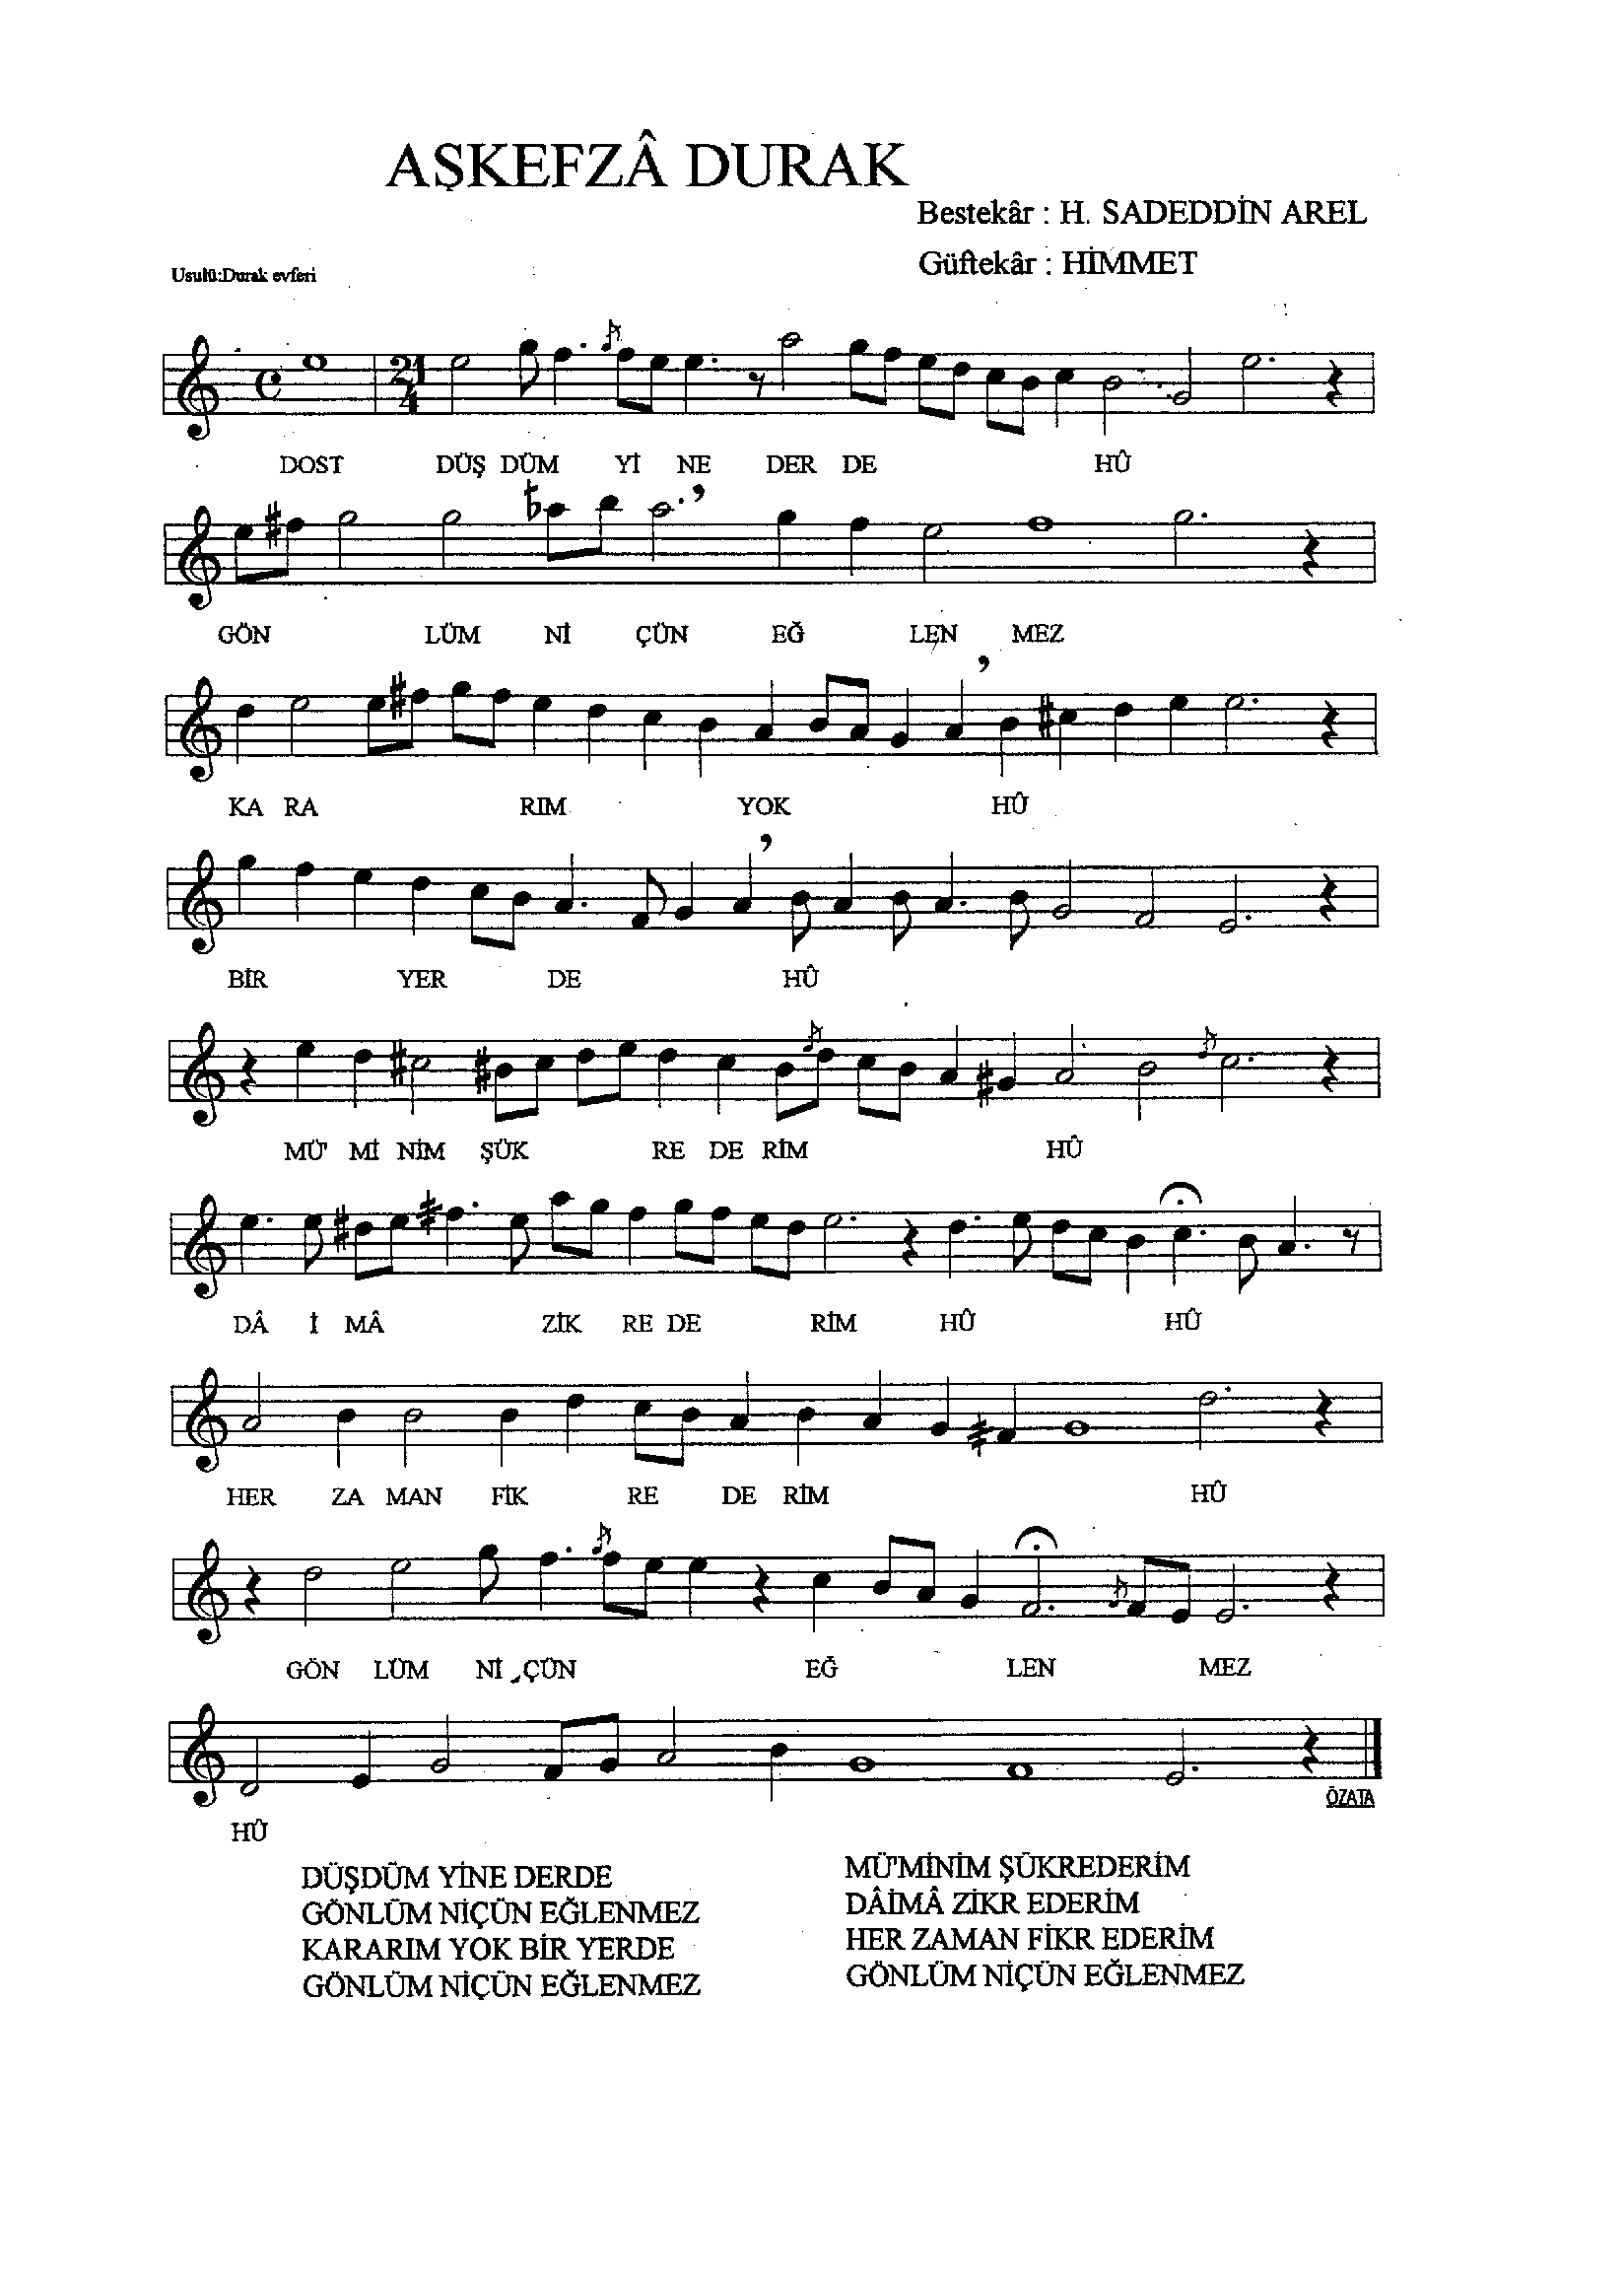 AŞKEFZÂ DURAK
Bestekâr : H. SADEDDİN AREL
Güftekâr : HİMMET
Usulü:Durak evferi
21
4
DOST DÜŞ DÜM Yİ NE DER DE HÛ
GÖN LÜM Nİ ÇÜN EĞ LEN MEZ
KA RA RIM YOK HÛ
BİR YER DE HÛ
MÜ' Mİ NİM ŞÜK RE DE RİM HÛ
DÂ İ MÂ ZİK RE DE RİM HÛ HÛ
HER ZA MAN FİK RE DE RİM HÛ
GÖN LÜM Nİ ÇÜN EĞ LEN MEZ
ÖZATA
HÛ
DÜŞDÜM YİNE DERDE
GÖNLÜM NİÇÜN EĞLENMEZ
KARARIM YOK BİR YERDE
GÖNLÜM NİÇÜN EĞLENMEZ
MÜ'MİNİM ŞÜKREDERİM
DÂİMÂ ZİKR EDERİM
HER ZAMAN FİKR EDERİM
GÖNLÜM NİÇÜN EĞLENMEZ